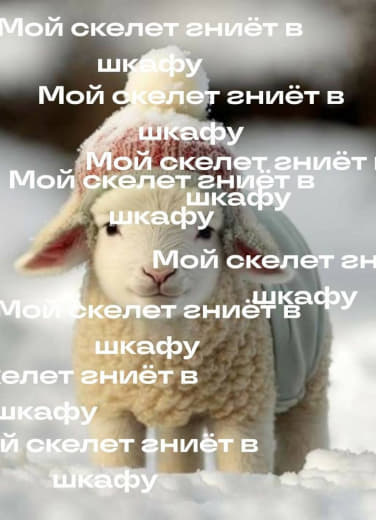 Мой скелет гниёт в
шкафу
Мой скелет гниёт в
шкафу
Мой скелет гниёт
шкафу
Мой скелет гниёт в
шкафу
Мой скелет гн
шкафу
Мой скелет гниёт в
шкафу
келет гниёт в
шкафу
й скелет гниёт в
шкафу